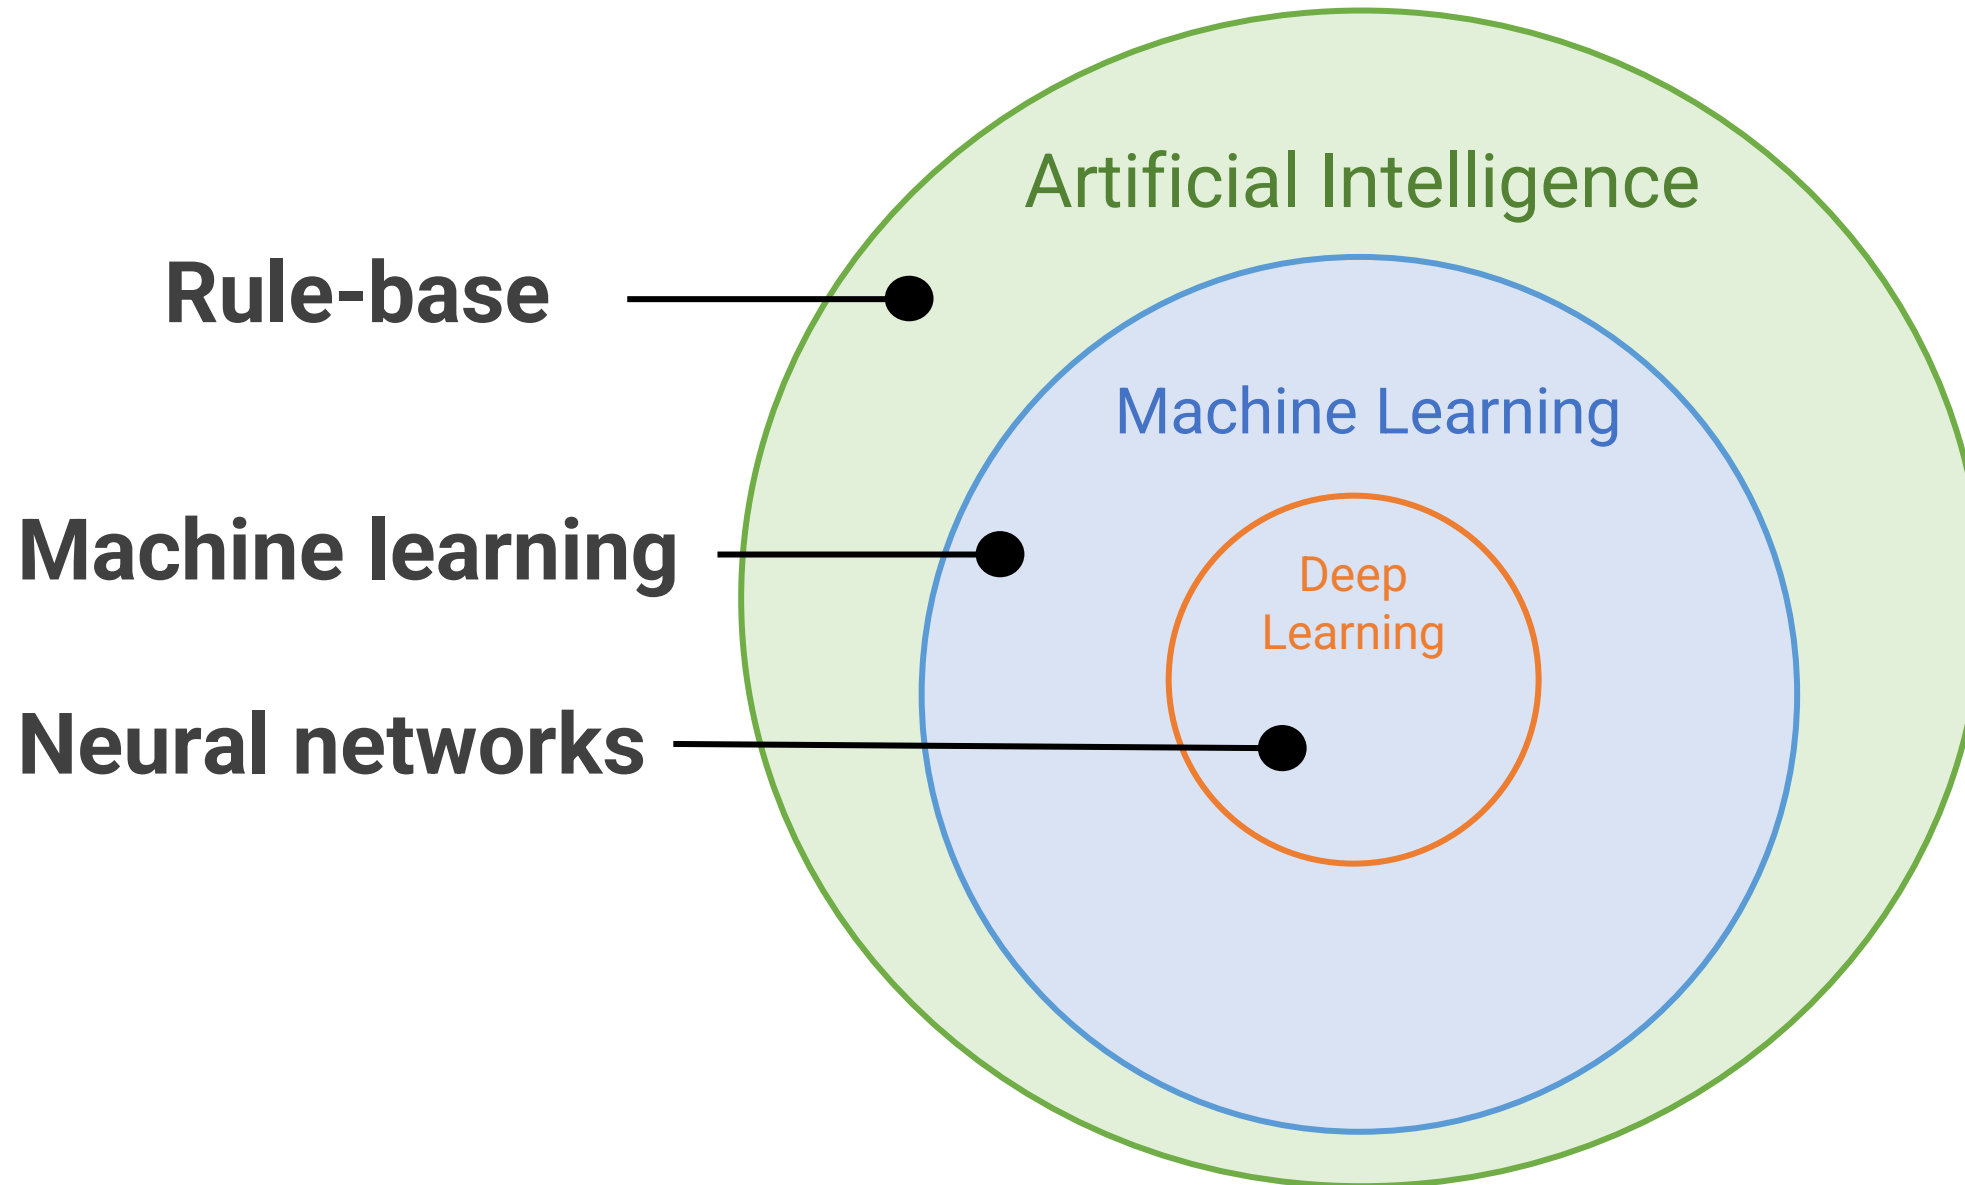 Artificial Intelligence
Rule-base
Machine Learning
Machine learning
Deep
Learning
Neural networks